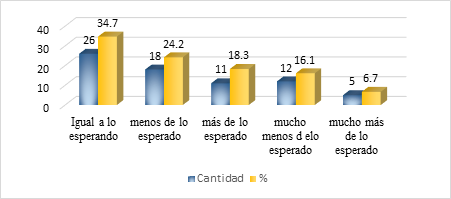 34.7
40
26
24.2
30
18
18.3
16.1
20
11
12
10
5
6.7
0
Igual a lo
esperando
menos de lo
esperado
más de lo
esperado
mucho
menos d elo
esperado
mucho más
de lo
esperado
Cantidad
%